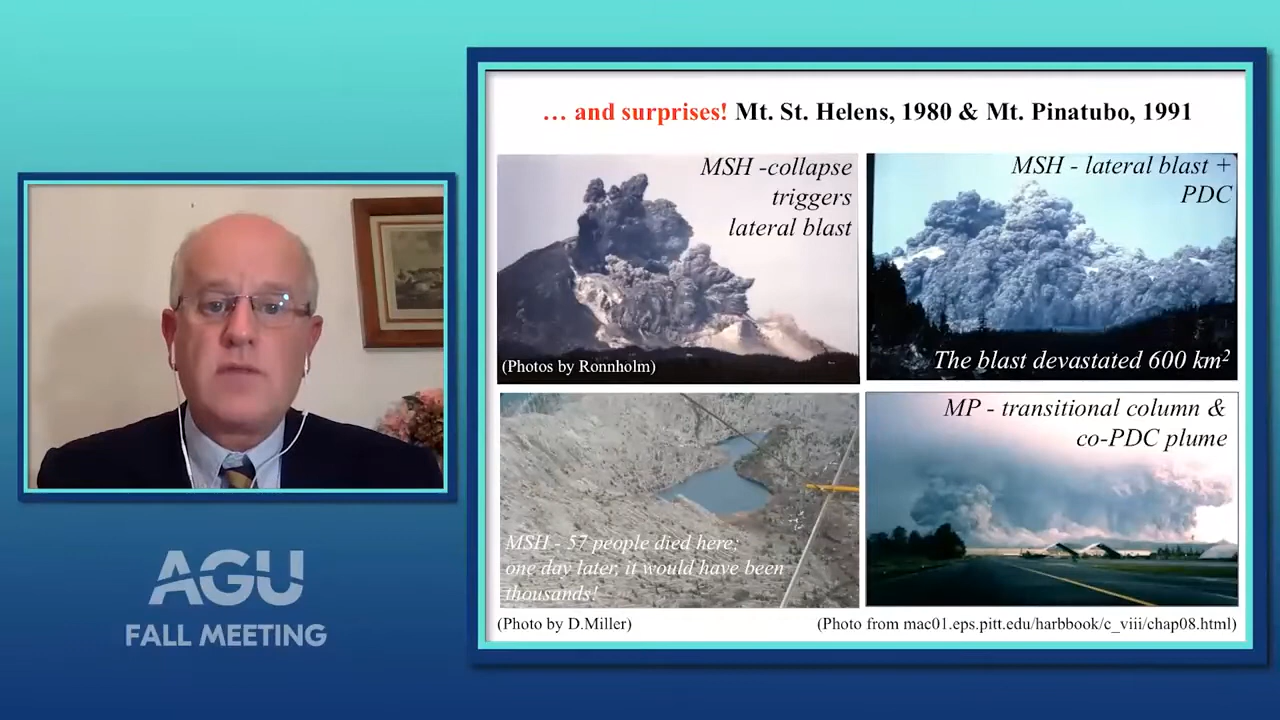 … and surprises! Mt. St. Helens, 1980 & Mt. Pinatubo, 1991
MSH -collapse
triggers
lateral blast
(Photos by Ronnholm)
MSH - lateral blast +
PDC
The blast devastated 600 km²
MSH - 57 people died here;
one day later, it would have been
thousands!
(Photo by D.Miller)
MP - transitional column &
co-PDC plume
(Photo from mac01.eps.pitt.edu/harbbook/c_viii/chap08.html)
AGU
FALL MEETING